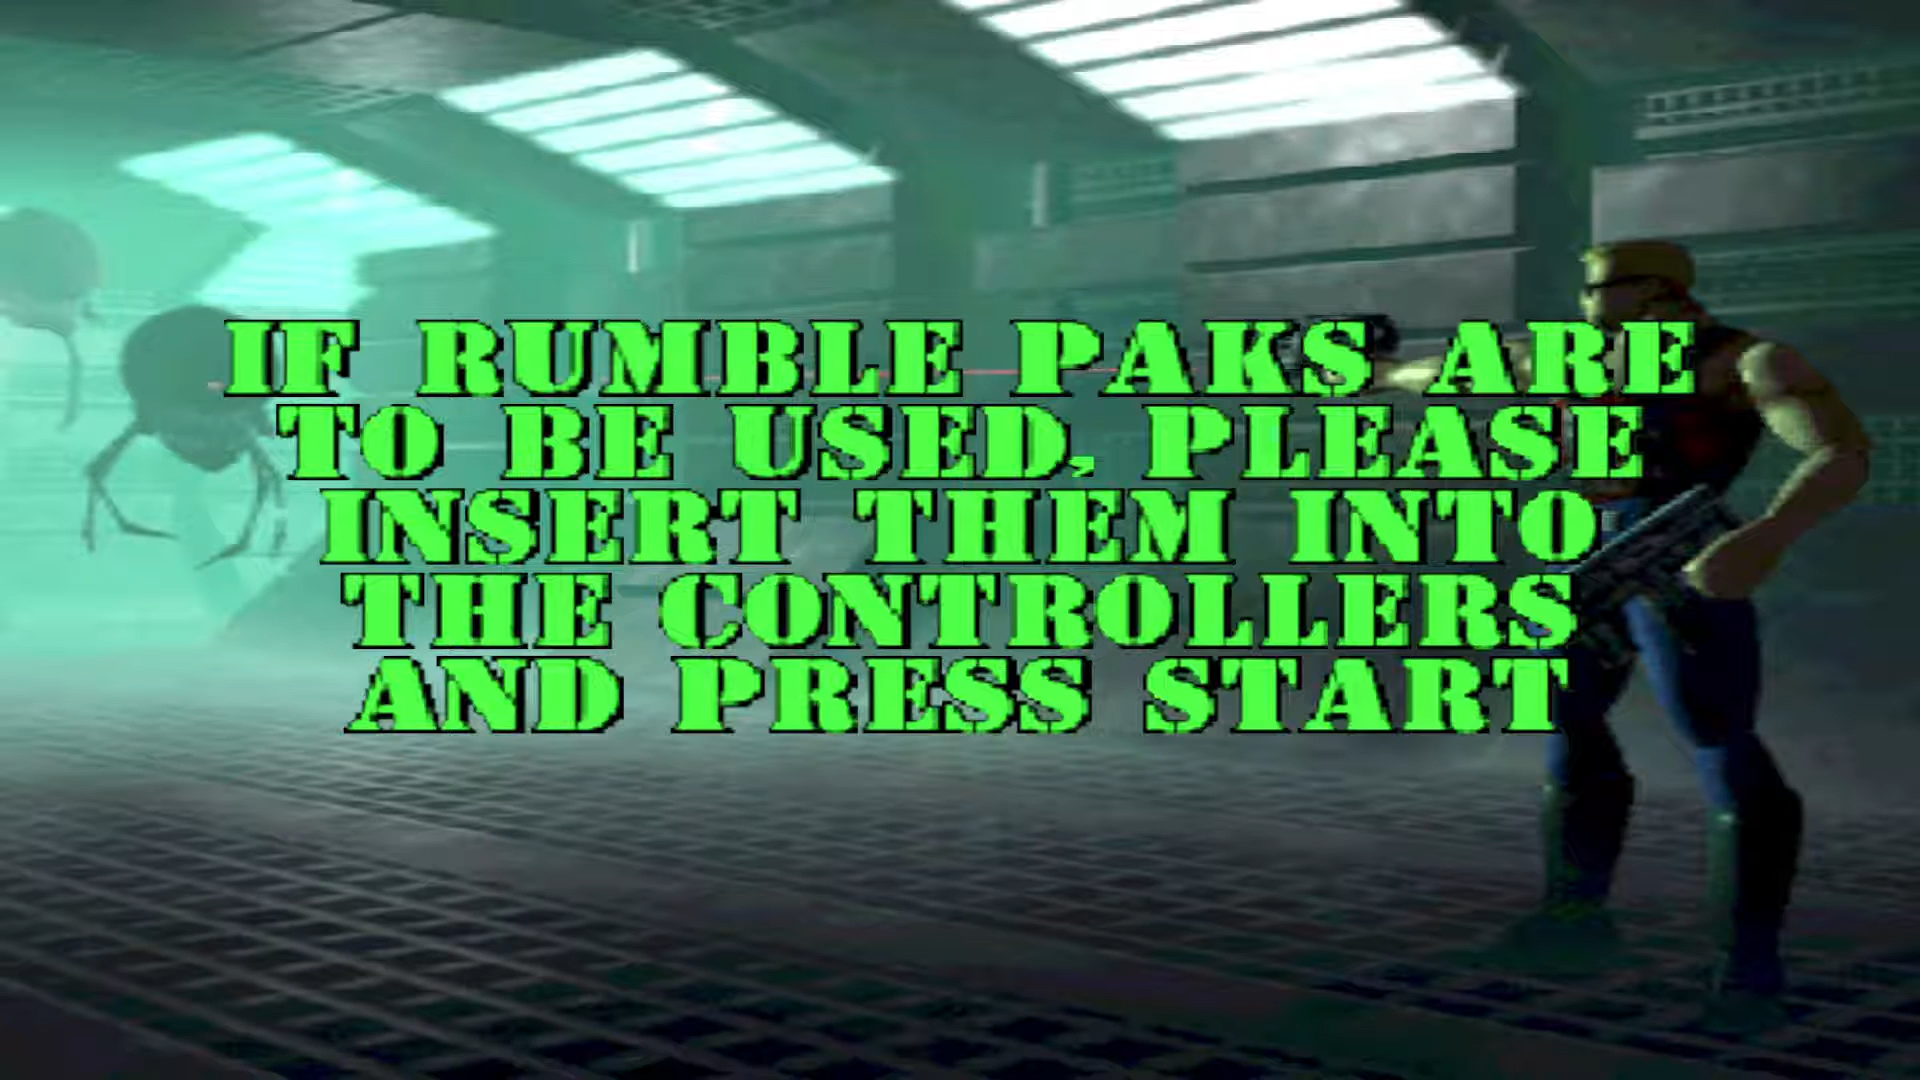 IF RUMBLE PAKS ARE
TO BE USED, PLEASE
INSERT THEM INTO
THE CONTROLLERS
AND PRESS START